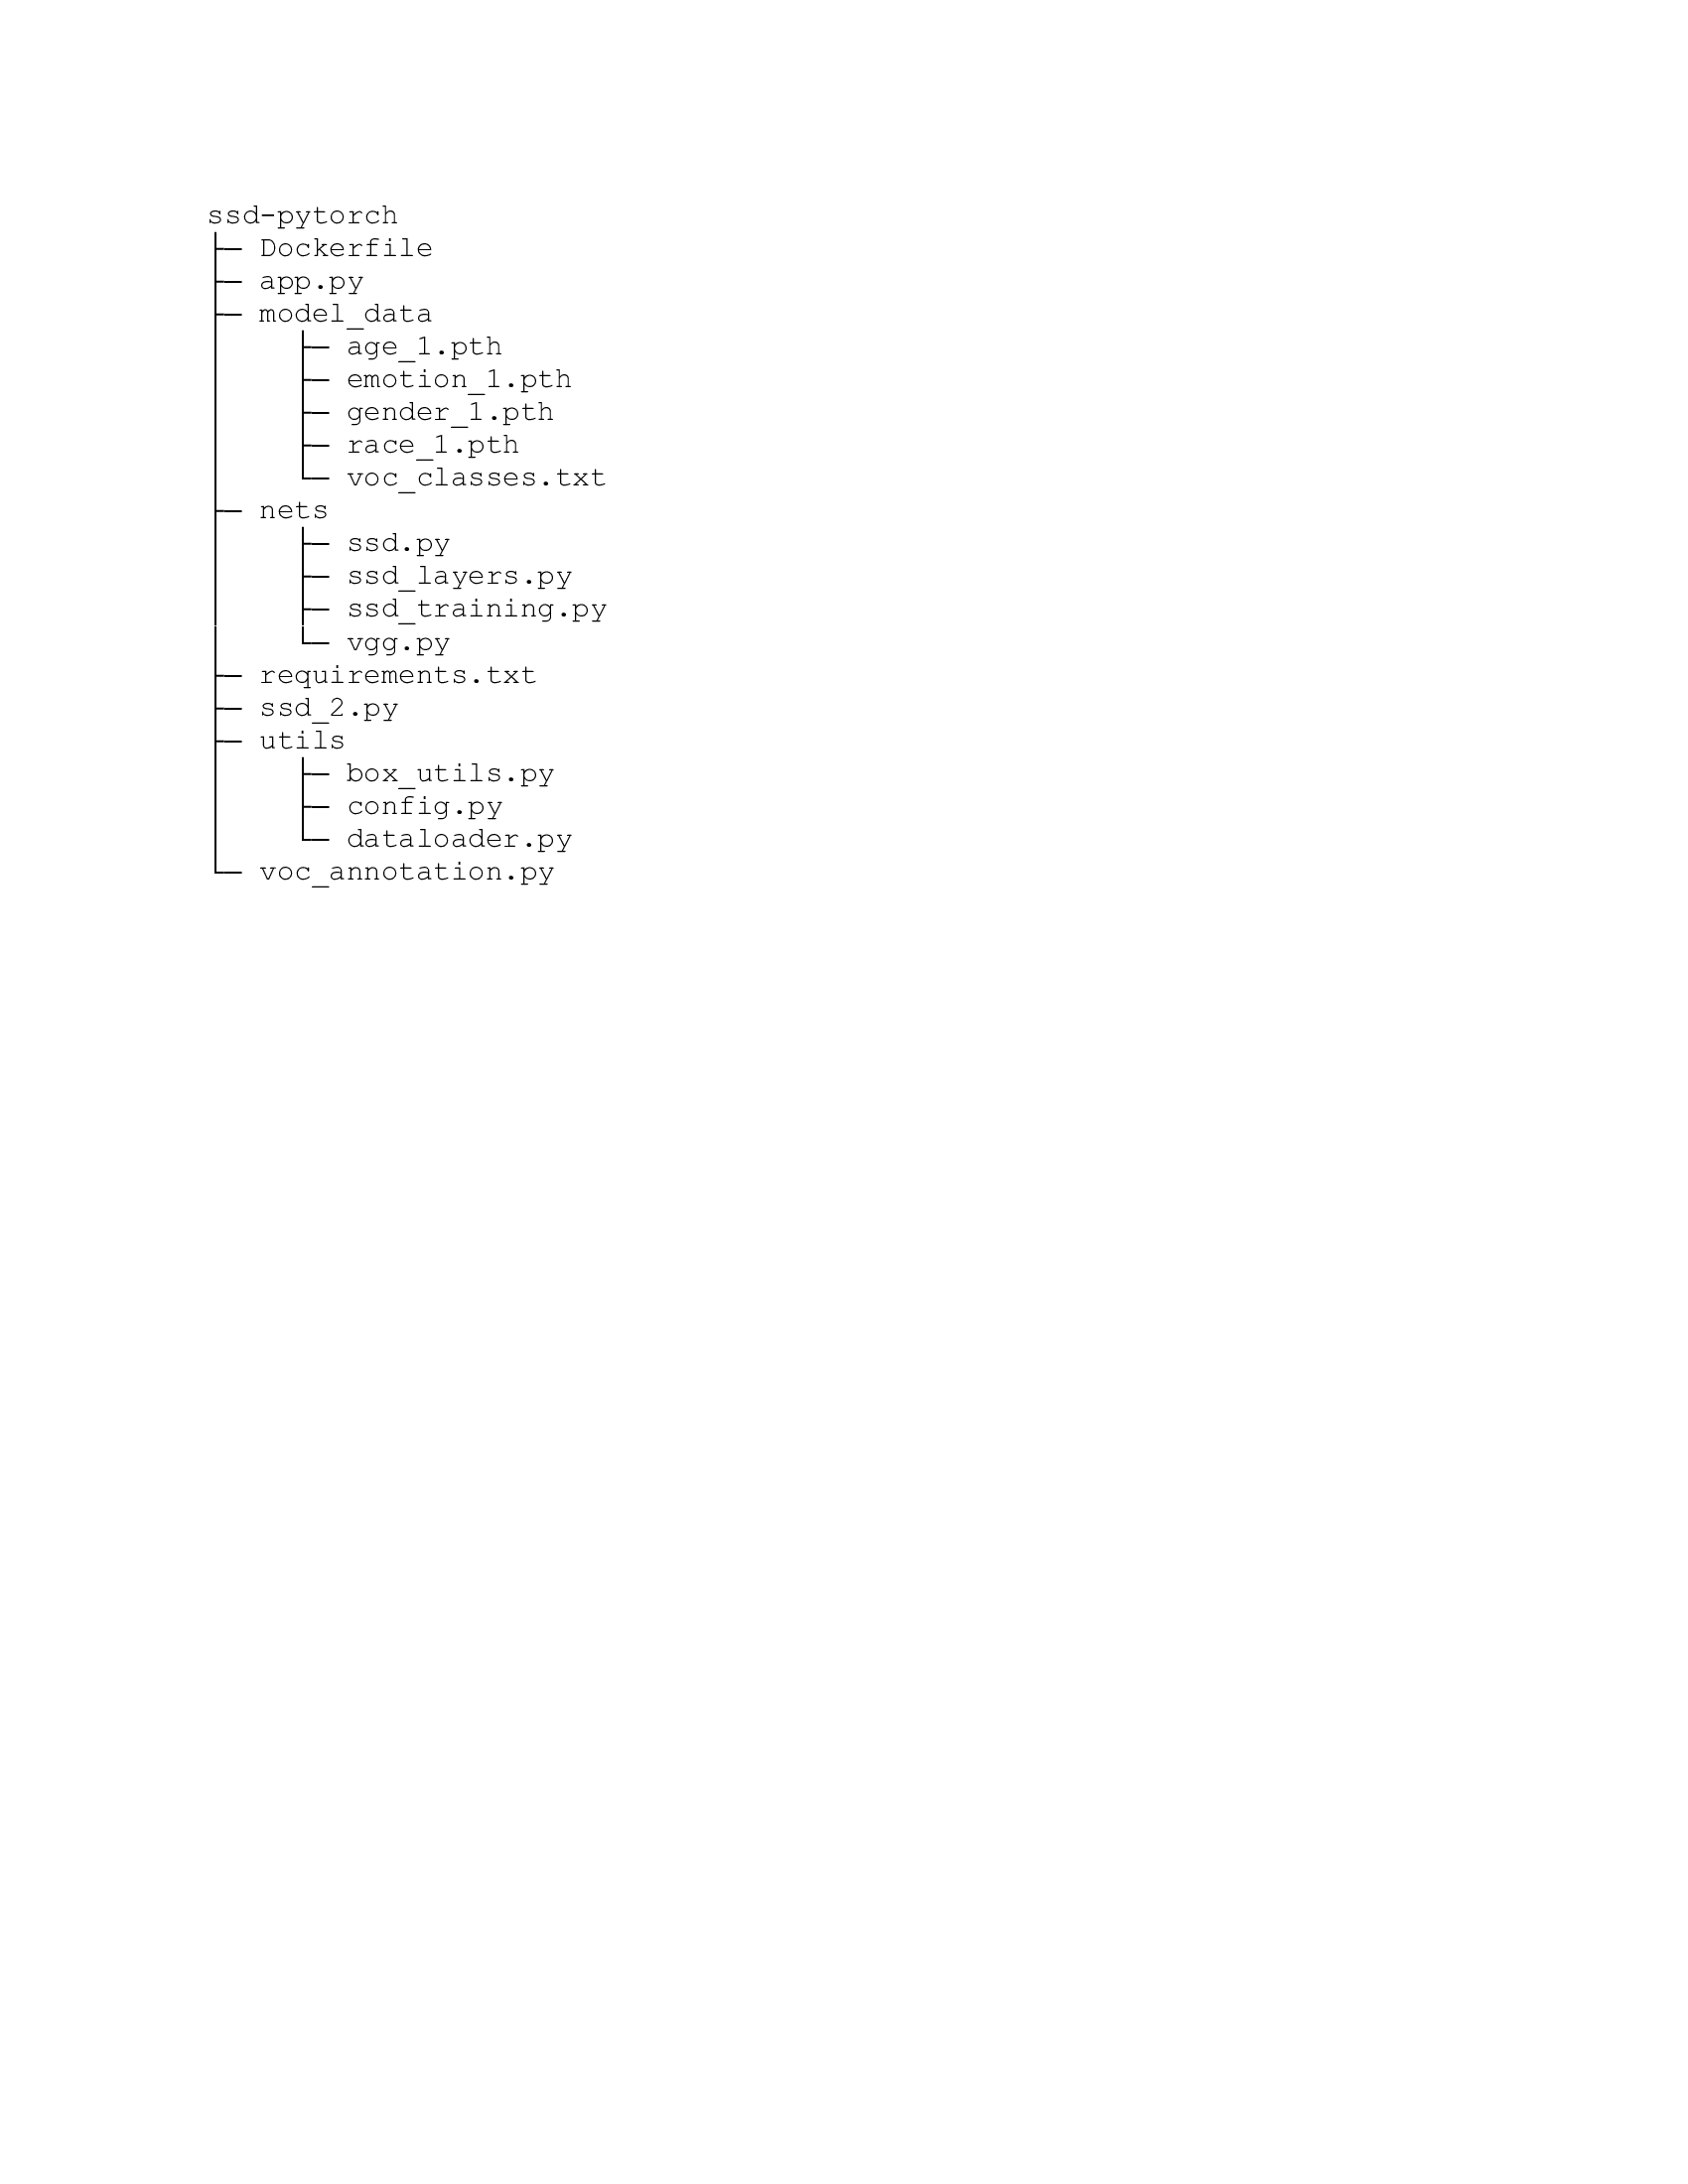 ssd-pytorch
├─ Dockerfile
├─ app.py
├─ model_data
│    ├─ age_1.pth
│    ├─ emotion_1.pth
│    ├─ gender_1.pth
│    ├─ race_1.pth
│    └─ voc_classes.txt
├─ nets
│    ├─ ssd.py
│    ├─ ssd_layers.py
│    ├─ ssd_training.py
│    └─ vgg.py
├─ requirements.txt
├─ ssd_2.py
├─ utils
│    ├─ box_utils.py
│    ├─ config.py
│    └─ dataloader.py
└─ voc_annotation.py